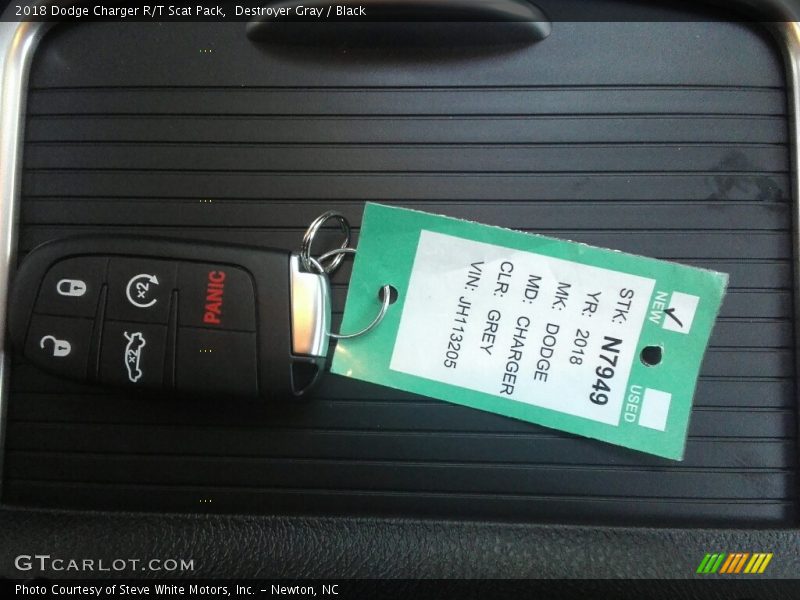 2018 Dodge Charger R/T Scat Pack,  Destroyer Gray / Black
PANIC
x2
x2
NEW
USED
STK: N7949
YR: 2018
MK: DODGE
MD: CHARGER
CLR: GREY
VIN: JH113205
GTCARLOT.COM
Photo Courtesy of Steve White Motors, Inc. – Newton, NC